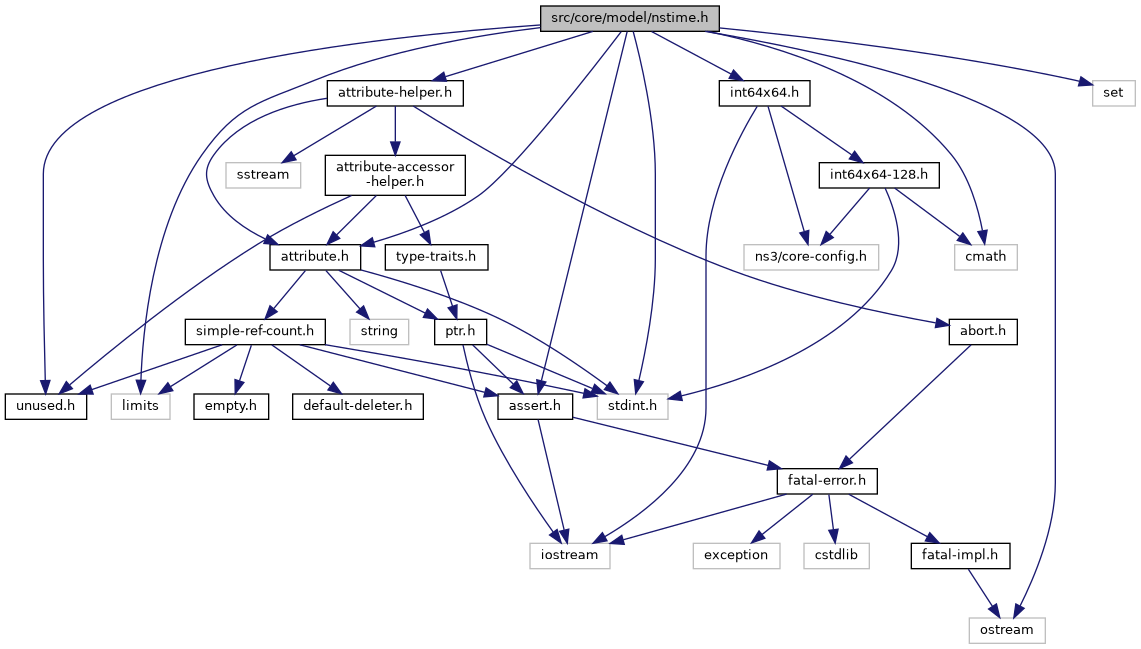 src/core/model/nstime.h
attribute-helper.h
int64x64.h
set
sstream
attribute-accessor
-helper.h
int64x64-128.h
attribute.h
type-traits.h
ns3/core-config.h
cmath
simple-ref-count.h
string
ptr.h
abort.h
unused.h
limits
empty.h
default-deleter.h
assert.h
stdint.h
fatal-error.h
iostream
exception
cstdlib
fatal-impl.h
ostream